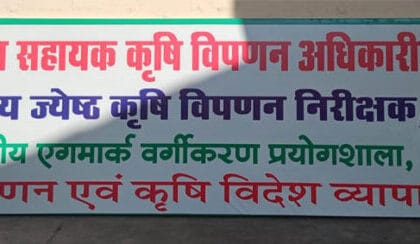 सहायक कृषि विपणन अधिकारी
ज्येष्ठ कृषि विपणन निरीक्षक,
एगमार्क वर्गीकरण प्रयोगशाला,
एवं कृषि विदेश